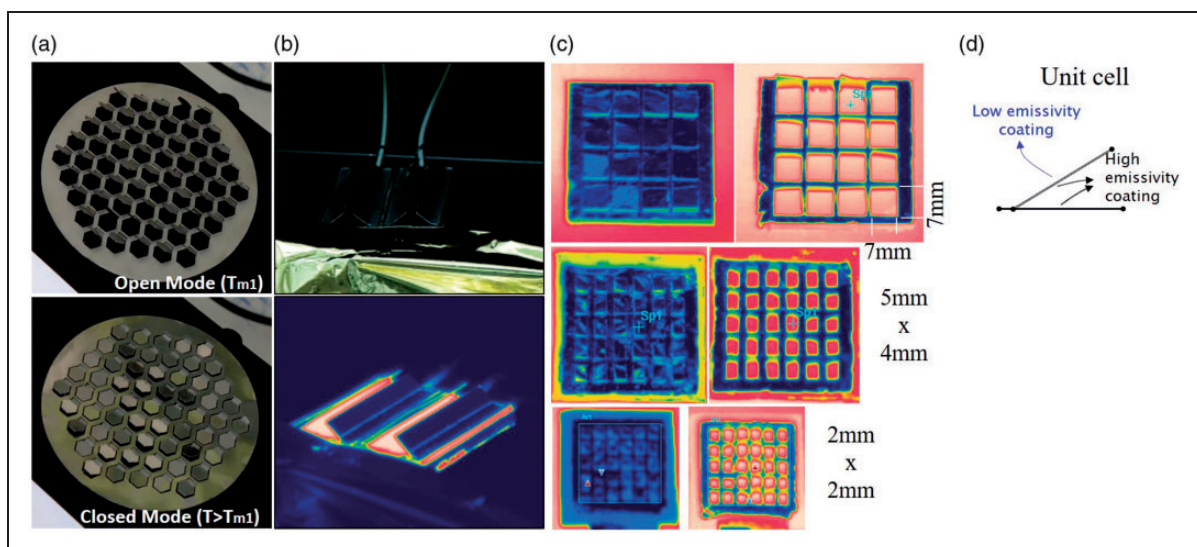 (a)
(b)
(c)
(d)
Open Mode (Tm1)
Closed Mode (T>Tm1)
Sp1
7mm
7mm
Sp1
Sp1
5mm
x
4mm
2mm
x
2mm
Unit cell
Low emissivity
coating
High
emissivity
coating